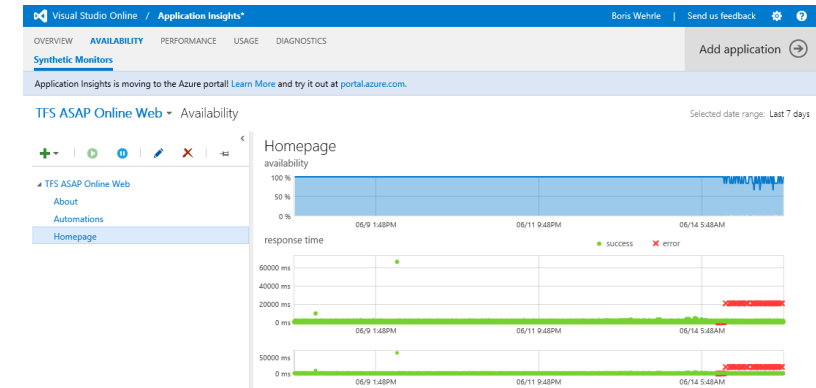 Visual Studio Online / Application Insights*
Boris Wehrle | Send us feedback
OVERVIEW AVAILABILITY PERFORMANCE USAGE DIAGNOSTICS
Synthetic Monitors
Add application
Application Insights is moving to the Azure portal! Learn More and try it out at portal.azure.com.
TFS ASAP Online Web Availability
Selected date range: Last 7 days
TFS ASAP Online Web
About
Automations
Homepage
Homepage
availability
100 %
50 %
0 %
06/9 1:48PM 06/11 9:48PM 06/14 5:48AM
response time
success error
60000 ms
40000 ms
20000 ms
0 ms
06/9 1:48PM 06/11 9:48PM 06/14 5:48AM
50000 ms
0 ms
06/9 1:48PM 06/11 9:48PM 06/14 5:48AM